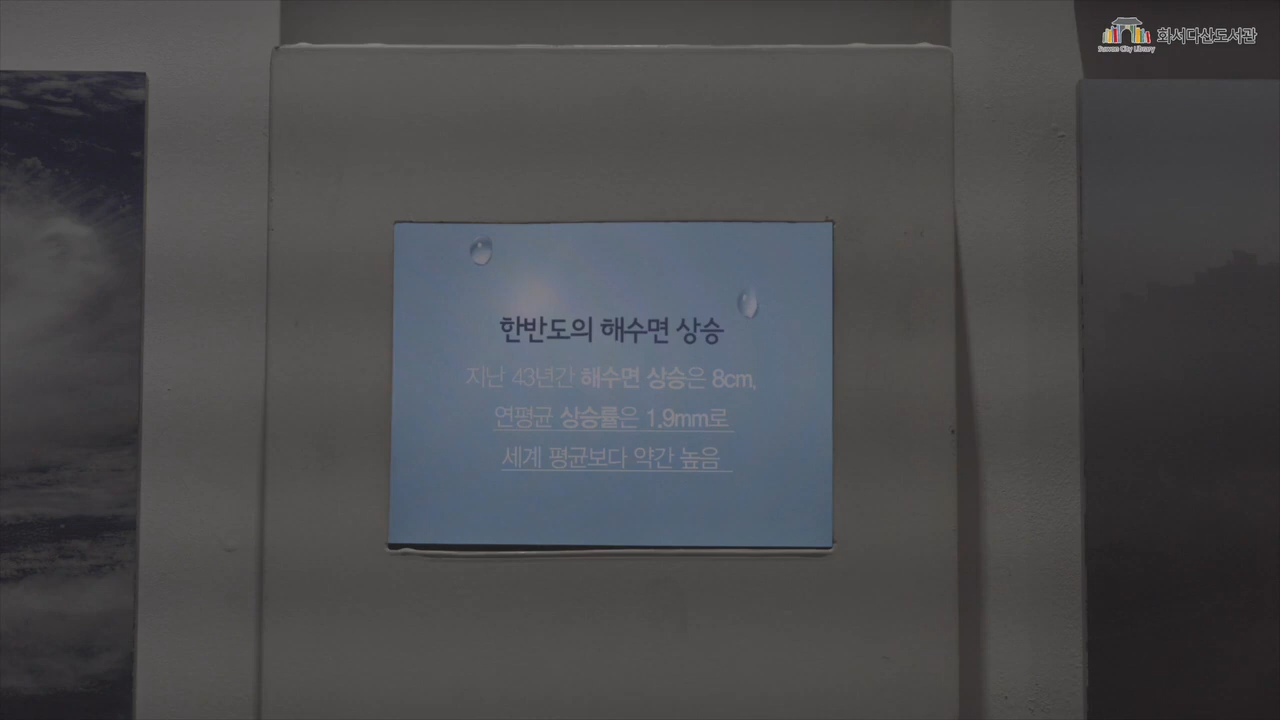 화서다산도서관
Suwon City Library
한반도의 해수면 상승
지난 43년간 해수면 상승은 8cm,
연평균 상승률은 1.9mm로
세계 평균보다 약간 높음